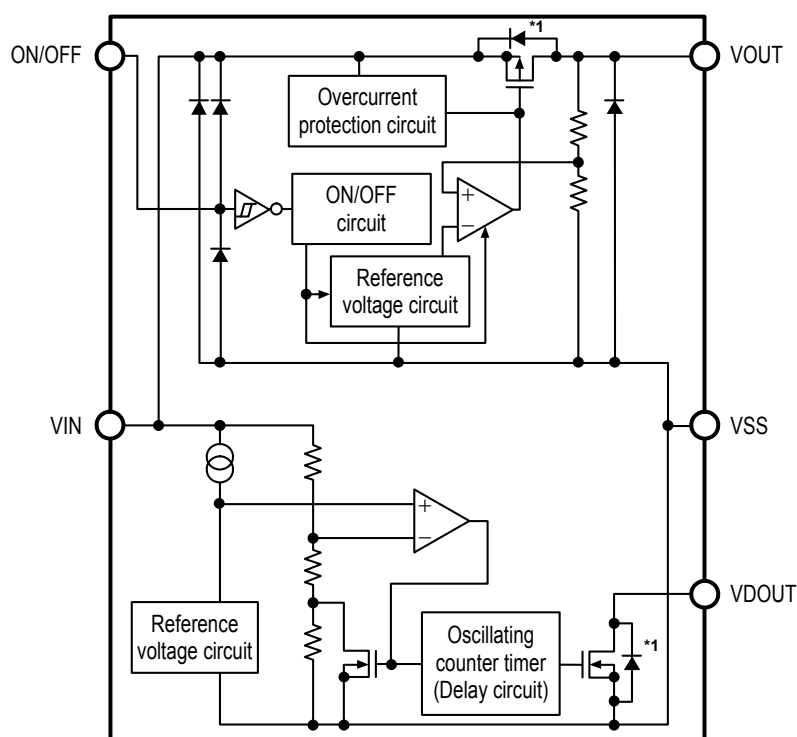 *1
ON/OFF
VOUT
Overcurrent
protection circuit
+
−
ON/OFF
circuit
Reference
voltage circuit
VIN
VSS
+
−
VDOUT
Reference
voltage circuit
Oscillating
counter timer
(Delay circuit)
*1